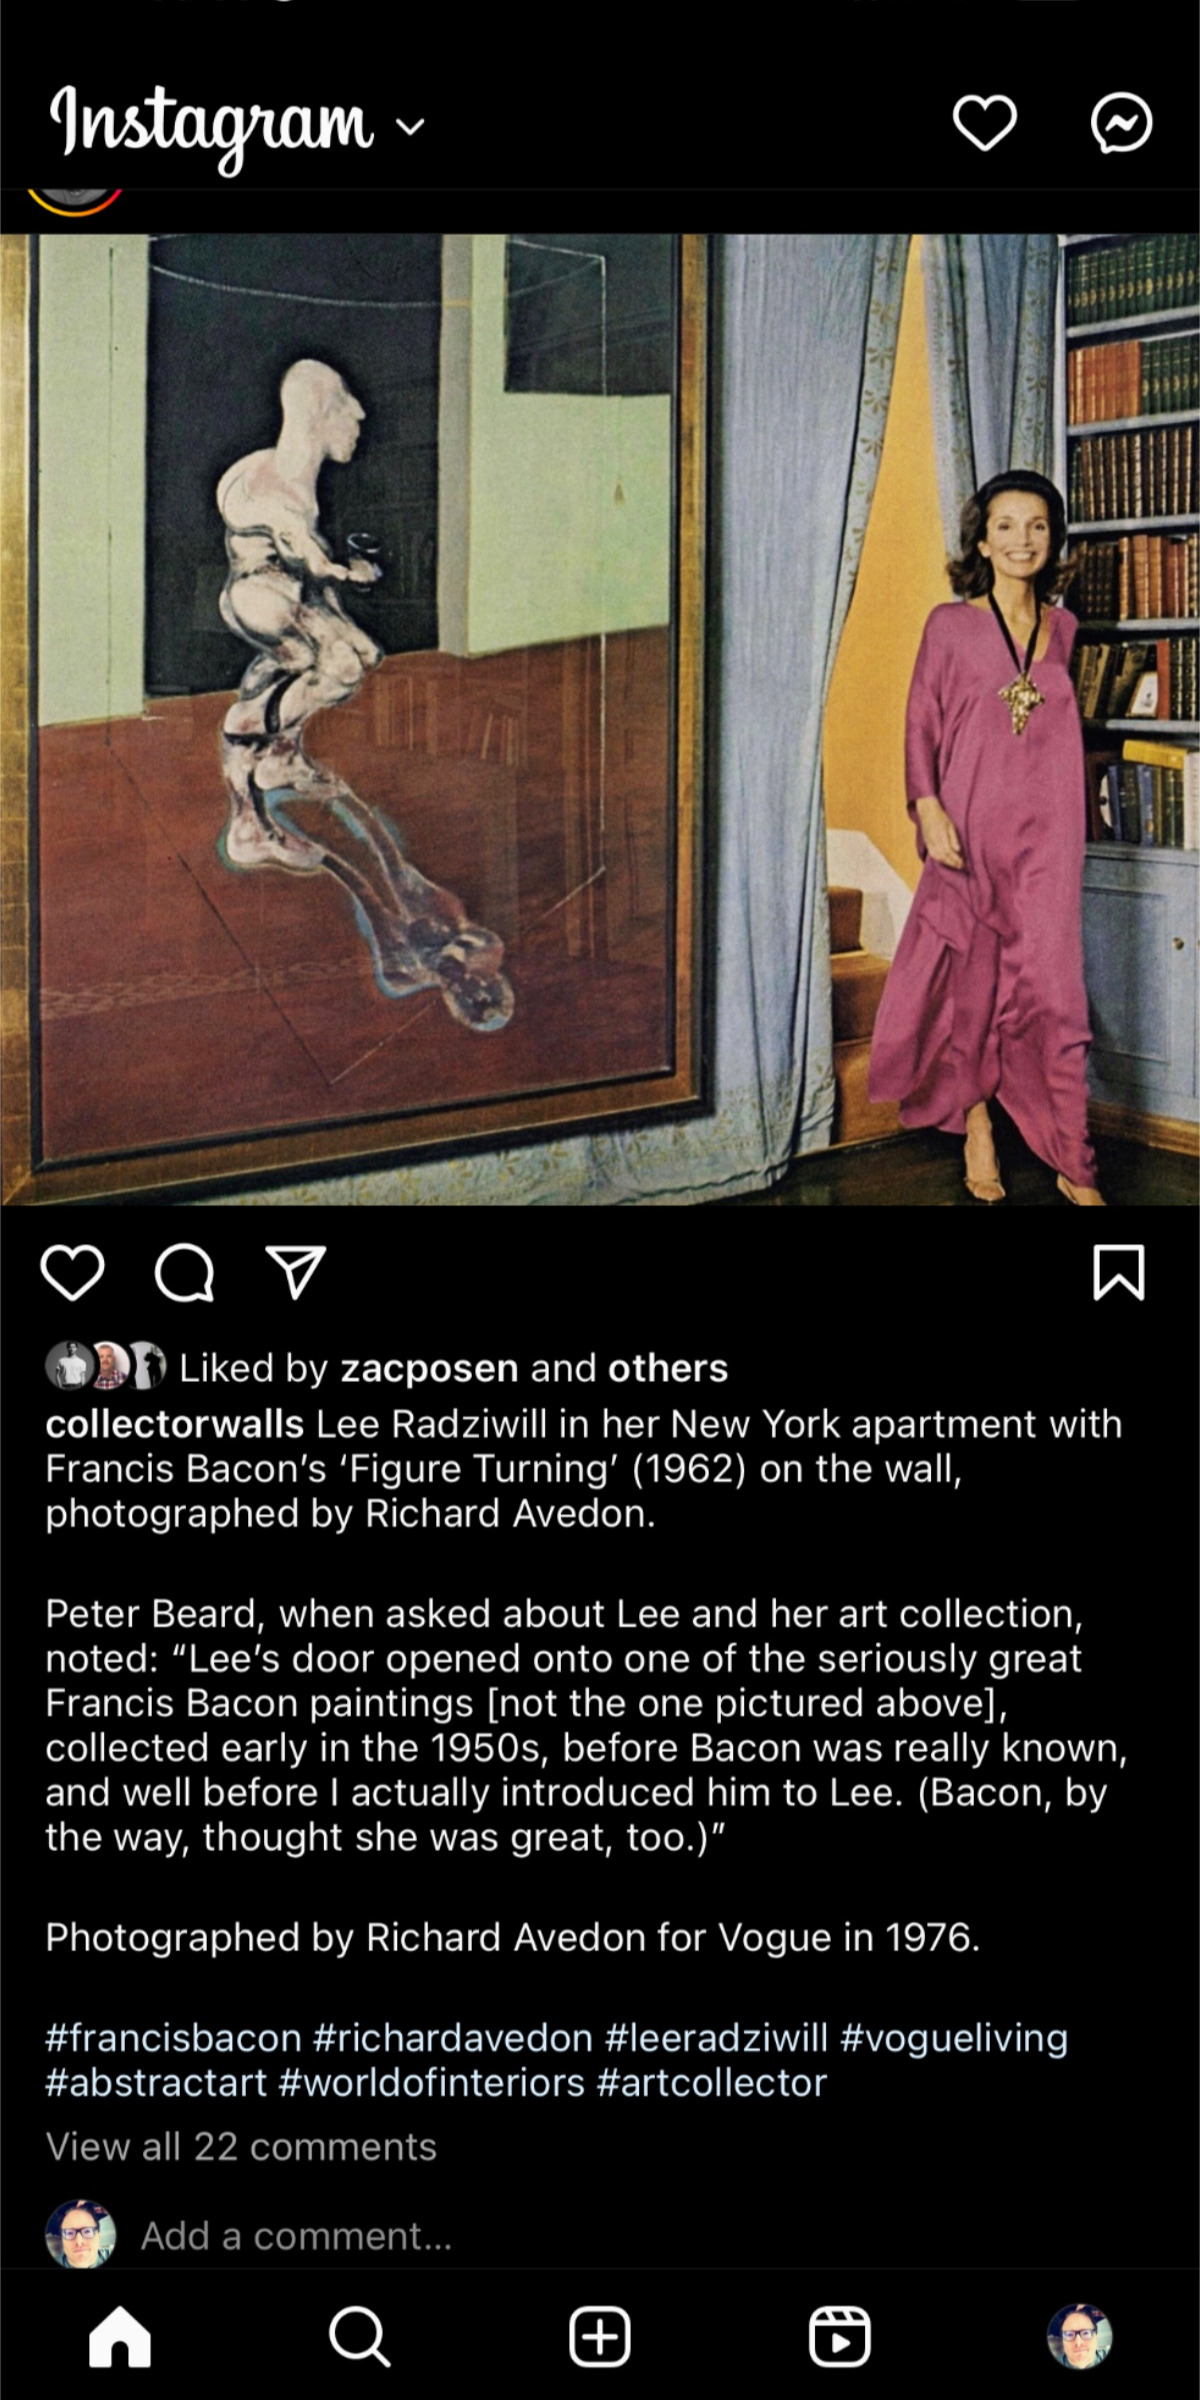 Instagram
Liked by zacposen and others
collectorwalls Lee Radziwill in her New York apartment with
Francis Bacon's ‘Figure Turning’ (1962) on the wall,
photographed by Richard Avedon.
Peter Beard, when asked about Lee and her art collection,
noted: “Lee's door opened onto one of the seriously great
Francis Bacon paintings [not the one pictured above],
collected early in the 1950s, before Bacon was really known,
and well before I actually introduced him to Lee. (Bacon, by
the way, thought she was great, too.)”
Photographed by Richard Avedon for Vogue in 1976.
#francisbacon #richardavedon #leeradziwill #vogueliving
#abstractart #worldofinteriors #artcollector
View all 22 comments
Add a comment...